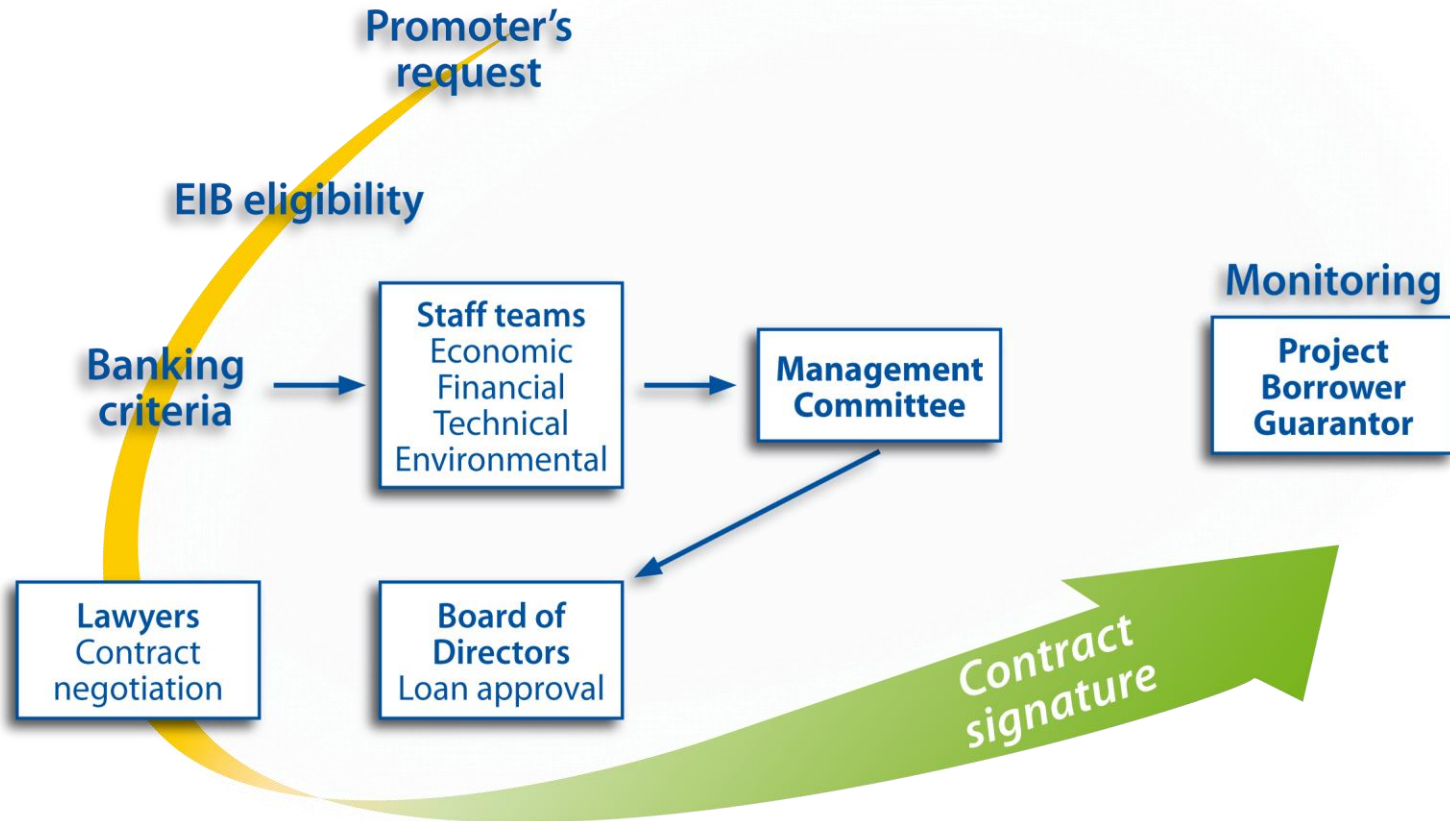 Promoter's
request
EIB eligibility
Banking
criteria
Staff teams
Economic
Financial
Technical
Environmental
Management
Committee
Monitoring
Project
Borrower
Guarantor
Lawyers
Contract
negotiation
Board of
Directors
Loan approval
Contract
signature